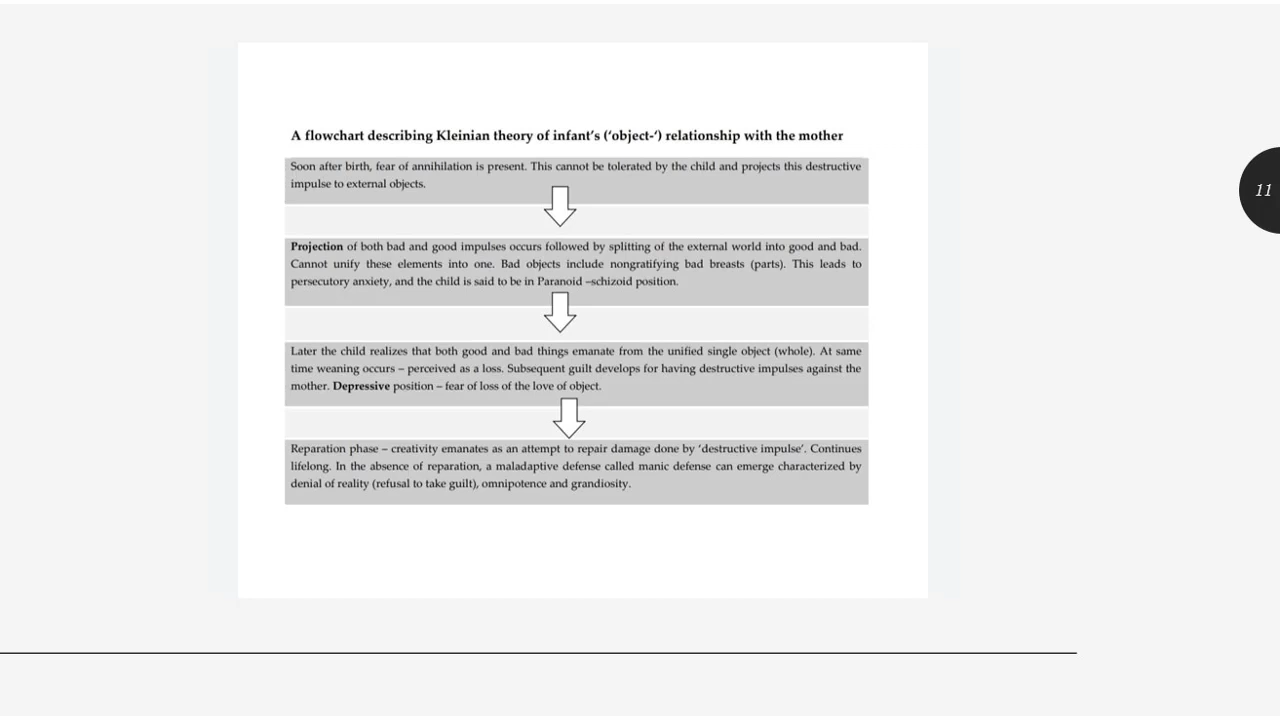 A flowchart describing Kleinian theory of infant's ('object-') relationship with the mother
Soon after birth, fear of annihilation is present. This cannot be tolerated by the child and projects this destructive
impulse to external objects.
Projection of both bad and good impulses occurs followed by splitting of the external world into good and bad.
Cannot unify these elements into one. Bad objects include nongratifying bad breasts (parts). This leads to
persecutory anxiety, and the child is said to be in Paranoid –schizoid position.
Later the child realizes that both good and bad things emanate from the unified single object (whole). At same
time weaning occurs – perceived as a loss. Subsequent guilt develops for having destructive impulses against the
mother. Depressive position – fear of loss of the love of object.
Reparation phase – creativity emanates as an attempt to repair damage done by 'destructive impulse'. Continues
lifelong. In the absence of reparation, a maladaptive defense called manic defense can emerge characterized by
denial of reality (refusal to take guilt), omnipotence and grandiosity.
11